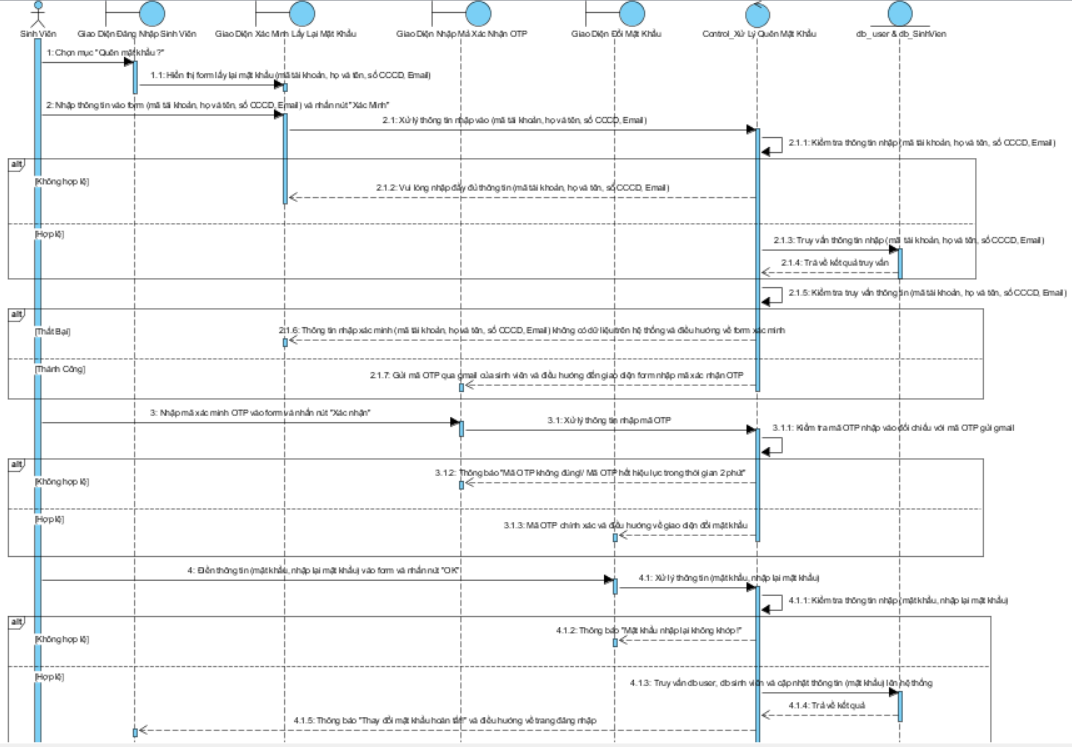 Sinh Viên
Giao Diện Đăng Nhập Sinh Viên
Giao Diện Xác Minh Lấy Lại Mật Khẩu
Giao Diện Nhập Mã Xác Nhận OTP
Giao Diện Đổi Mật Khẩu
Control_Xử Lý Quên Mật Khẩu
db_user & db_SinhVien
1: Chọn mục "Quên mật khẩu ?"
1.1: Hiển thị form lấy lại mật khẩu (mã tài khoản, họ và tên, số CCCD, Email)
2: Nhập thông tin vào form (mã tài khoản, họ và tên, số CCCD, Email) và nhấn nút "Xác Minh"
2.1: Xử lý thông tin nhập vào (mã tài khoản, họ và tên, số CCCD, Email)
2.1.1: Kiểm tra thông tin nhập (mã tài khoản, họ và tên, số CCCD, Email)
alt
[Không hợp lệ]
2.1.2: Vui lòng nhập đầy đủ thông tin (mã tài khoản, họ và tên, số CCCD, Email)
[Hợp lệ]
2.1.3: Truy vấn thông tin nhập (mã tài khoản, họ và tên, số CCCD, Email)
2.1.4: Trả về kết quả truy vấn
2.1.5: Kiểm tra truy vấn thông tin (mã tài khoản, họ và tên, số CCCD, Email)
alt
[Thất Bại]
2.1.6: Thông tin nhập xác minh (mã tài khoản, họ và tên, số CCCD, Email) không có dữ liệu trên hệ thống và điều hướng về form xác minh
[Thành Công]
2.1.7: Gửi mã OTP qua gmail của sinh viên và điều hướng đến giao diện form nhập mã xác nhận OTP
3: Nhập mã xác minh OTP vào form và nhấn nút "Xác nhận"
3.1: Xử lý thông tin nhập mã OTP
3.1.1: Kiểm tra mã OTP nhập vào đối chiếu với mã OTP gửi gmail
alt
[Không hợp lệ]
3.1.2: Thông báo "Mã OTP không đúng!/ Mã OTP hết hiệu lực trong thời gian 2 phút"
[Hợp lệ]
3.1.3: Mã OTP chính xác và điều hướng về giao diện đổi mật khẩu
4: Điền thông tin (mật khẩu, nhập lại mật khẩu) vào form và nhấn nút "OK"
4.1: Xử lý thông tin (mật khẩu, nhập lại mật khẩu)
4.1.1: Kiểm tra thông tin nhập (mật khẩu, nhập lại mật khẩu)
alt
[Không hợp lệ]
4.1.2: Thông báo "Mật khẩu nhập lại không khớp!"
[Hợp lệ]
4.1.3: Truy vấn db user, db sinh viên và cập nhật thông tin (mật khẩu) lên hệ thống
4.1.4: Trả về kết quả
4.1.5: Thông báo "Thay đổi mật khẩu hoàn tất!" và điều hướng về trang đăng nhập